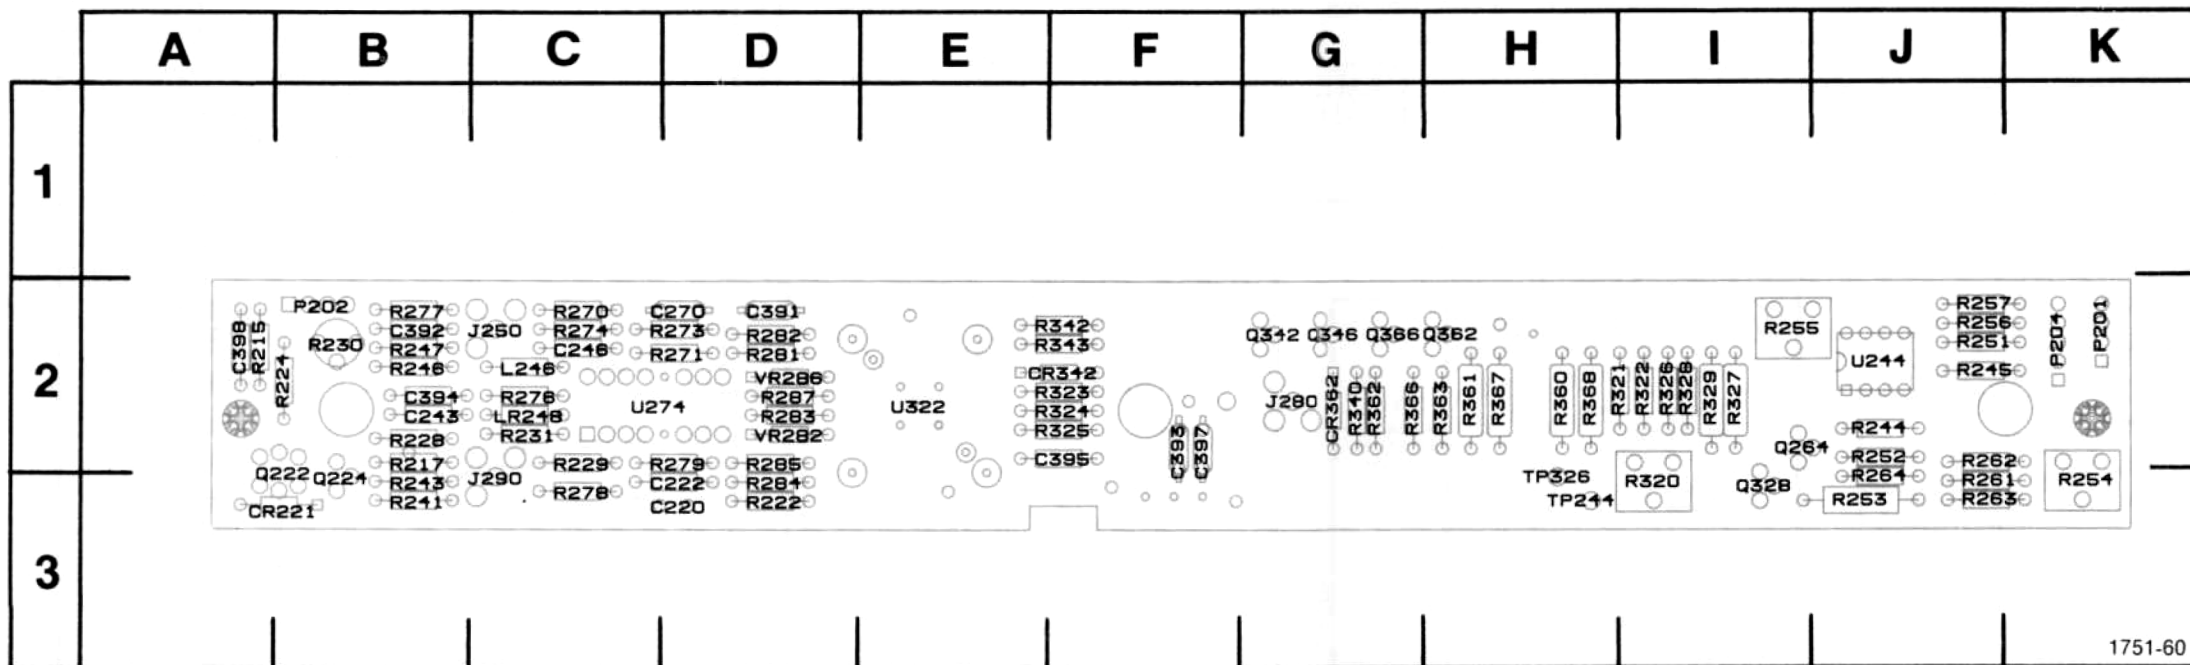 A B C D E F G H I J K
1
2
3
P202 R277 R270 C270 C391 R257
C392 J250 R274 R273 R282 R342 Q342 Q346 Q366 Q362 R255 R256
C398 R215 R230 R247 C246 R271 R281 R343 R251 P204 P201
R224 R246 L246 VR286 CR342 U244 R245
C394 R276 R287 R323
C243 LR248 U274 R283 U322 R324 J280 CR362 R340 R362 R366 R363 R361 R367 R360 R368 R321 R322 R326 R328 R329 R327
R228 R231 VR282 R325 R244
Q264
Q222 Q224 R217 R229 R279 R285 C395 C393 C397 R252 R262
R243 J290 C222 R284 TP326 R320 Q328 R264 R261 R254
CR221 R241 R278 C220 R222 TP244 R253 R263
1751-60